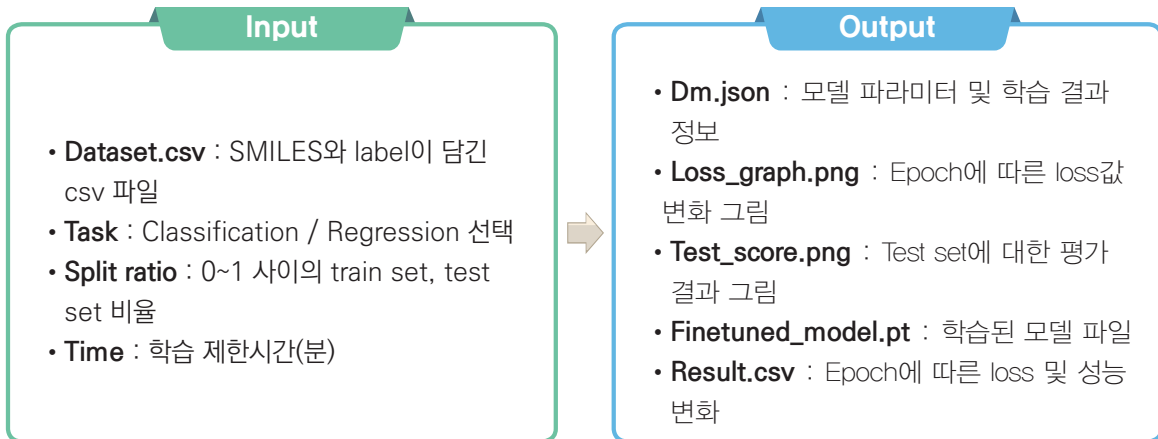 Input
• Dataset.csv : SMILES와 label이 담긴
csv 파일
• Task : Classification / Regression 선택
• Split ratio : 0~1 사이의 train set, test
set 비율
• Time : 학습 제한시간(분)
Output
• Dm.json : 모델 파라미터 및 학습 결과
정보
• Loss_graph.png : Epoch에 따른 loss값
변화 그림
• Test_score.png : Test set에 대한 평가
결과 그림
• Finetuned_model.pt : 학습된 모델 파일
• Result.csv : Epoch에 따른 loss 및 성능
변화